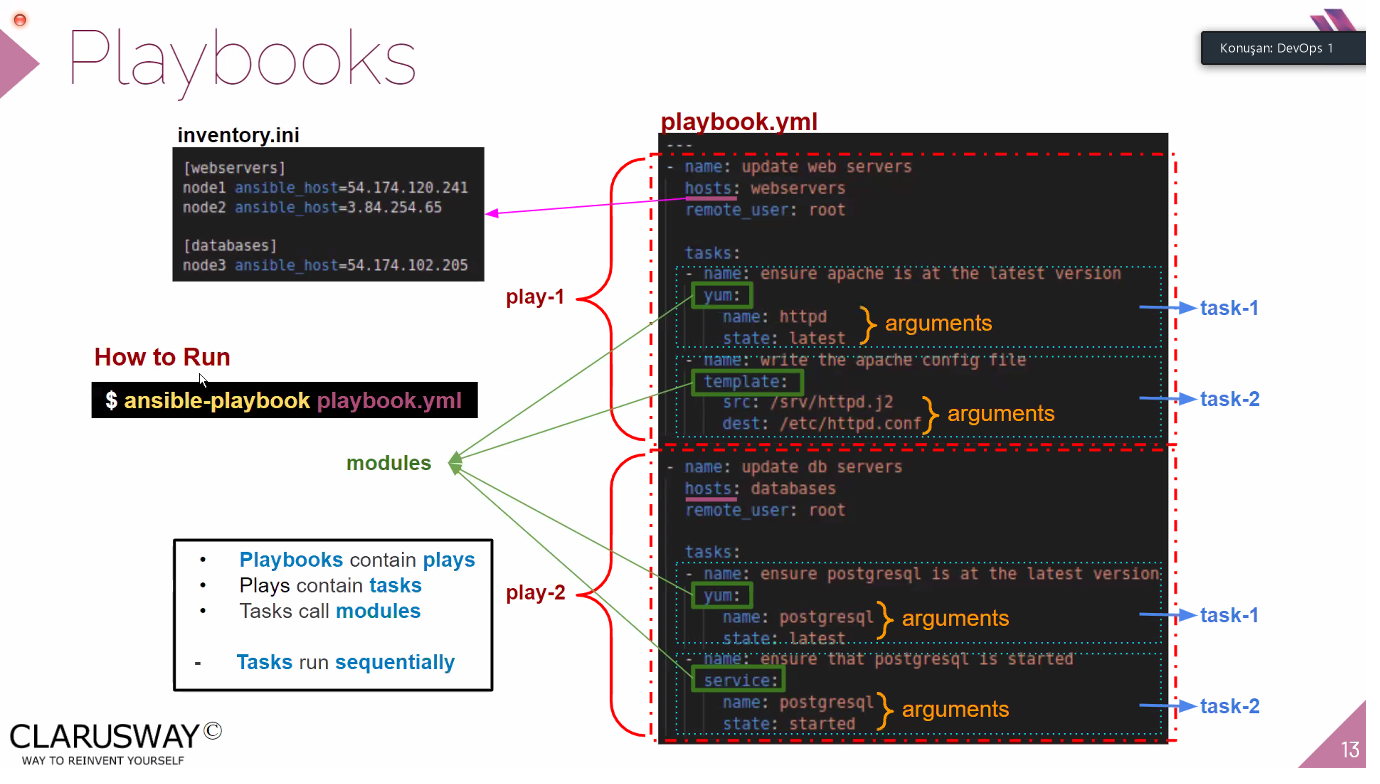 Playbooks
Konuşan: DevOps 1
inventory.ini
[webservers]
node1 ansible_host=54.174.120.241
node2 ansible_host=3.84.254.65
[databases]
node3 ansible_host=54.174.102.205
How to Run
$ ansible-playbook playbook.yml
modules
• Playbooks contain plays
• Plays contain tasks
• Tasks call modules
- Tasks run sequentially
playbook.yml
---
play-1
- name: update web servers
hosts: webservers
remote_user: root
tasks:
- name: ensure apache is at the latest version
yum:
name: httpd
state: latest
arguments
task-1
- name: write the apache config file
template:
src: /srv/httpd.j2
dest: /etc/httpd.conf
arguments
task-2
play-2
- name: update db servers
hosts: databases
remote_user: root
tasks:
- name: ensure postgresql is at the latest version
yum:
name: postgresql
state: latest
arguments
task-1
- name: ensure that postgresql is started
service:
name: postgresql
state: started
arguments
task-2
CLARUSWAY©
WAY TO REINVENT YOURSELF
13